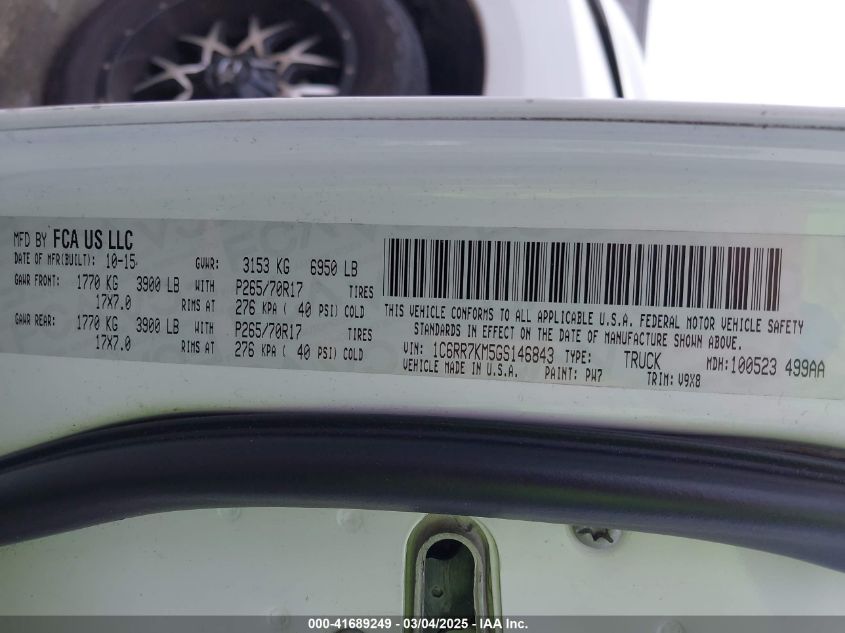 MFD BY FCA US LLC
DATE OF MFR(BUILT): 10-15 GVWR: 3153 KG 6950 LB
GAWR FRONT: 1770 KG 3900 LB WITH P265/70R17 TIRES
17X7.0 RIMS AT 276 KPA ( 40 PSI) COLD
GAWR REAR: 1770 KG 3900 LB WITH P265/70R17 TIRES
17X7.0 RIMS AT 276 KPA ( 40 PSI) COLD
THIS VEHICLE CONFORMS TO ALL APPLICABLE U.S.A. FEDERAL MOTOR VEHICLE SAFETY
STANDARDS IN EFFECT ON THE DATE OF MANUFACTURE SHOWN ABOVE.
VIN: 1C6RR7KM5GS146843 TYPE: TRUCK MDH: 100523 499AA
VEHICLE MADE IN U.S.A. PAINT: PW7 TRIM: V9X8
000-41689249 - 03/04/2025 - IAA Inc.